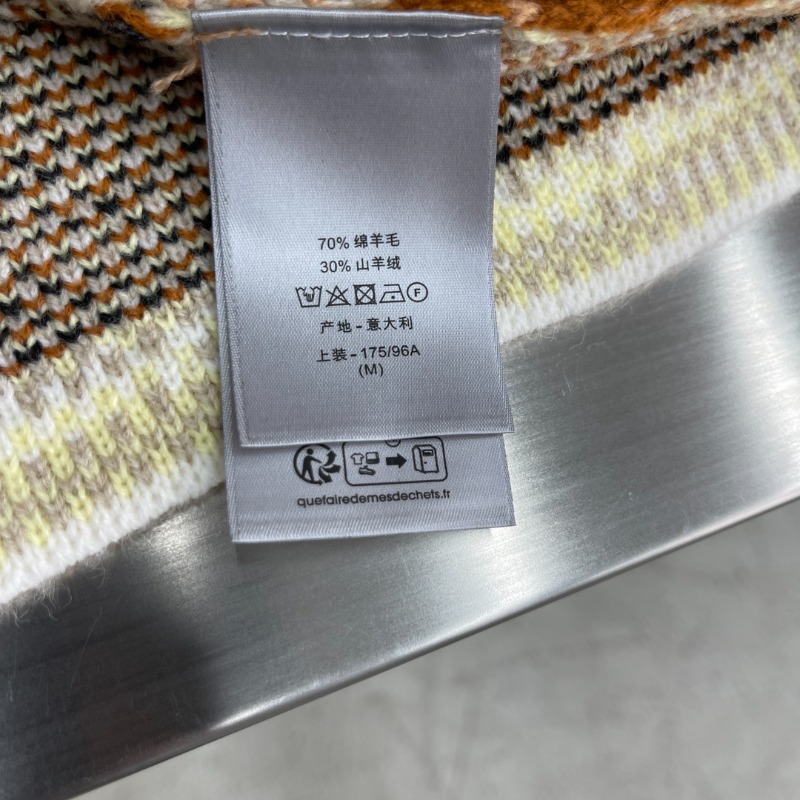 70% 绵羊毛
30% 山羊绒
F
产地 - 意大利
上装 - 175/96A
(M)
quefairedemesdechets.fr